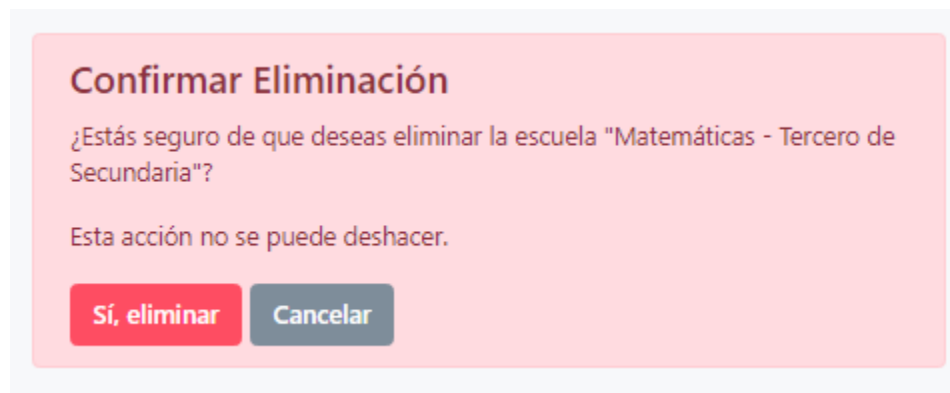 Confirmar Eliminación
¿Estás seguro de que deseas eliminar la escuela "Matemáticas - Tercero de
Secundaria"?
Esta acción no se puede deshacer.
Sí, eliminar
Cancelar